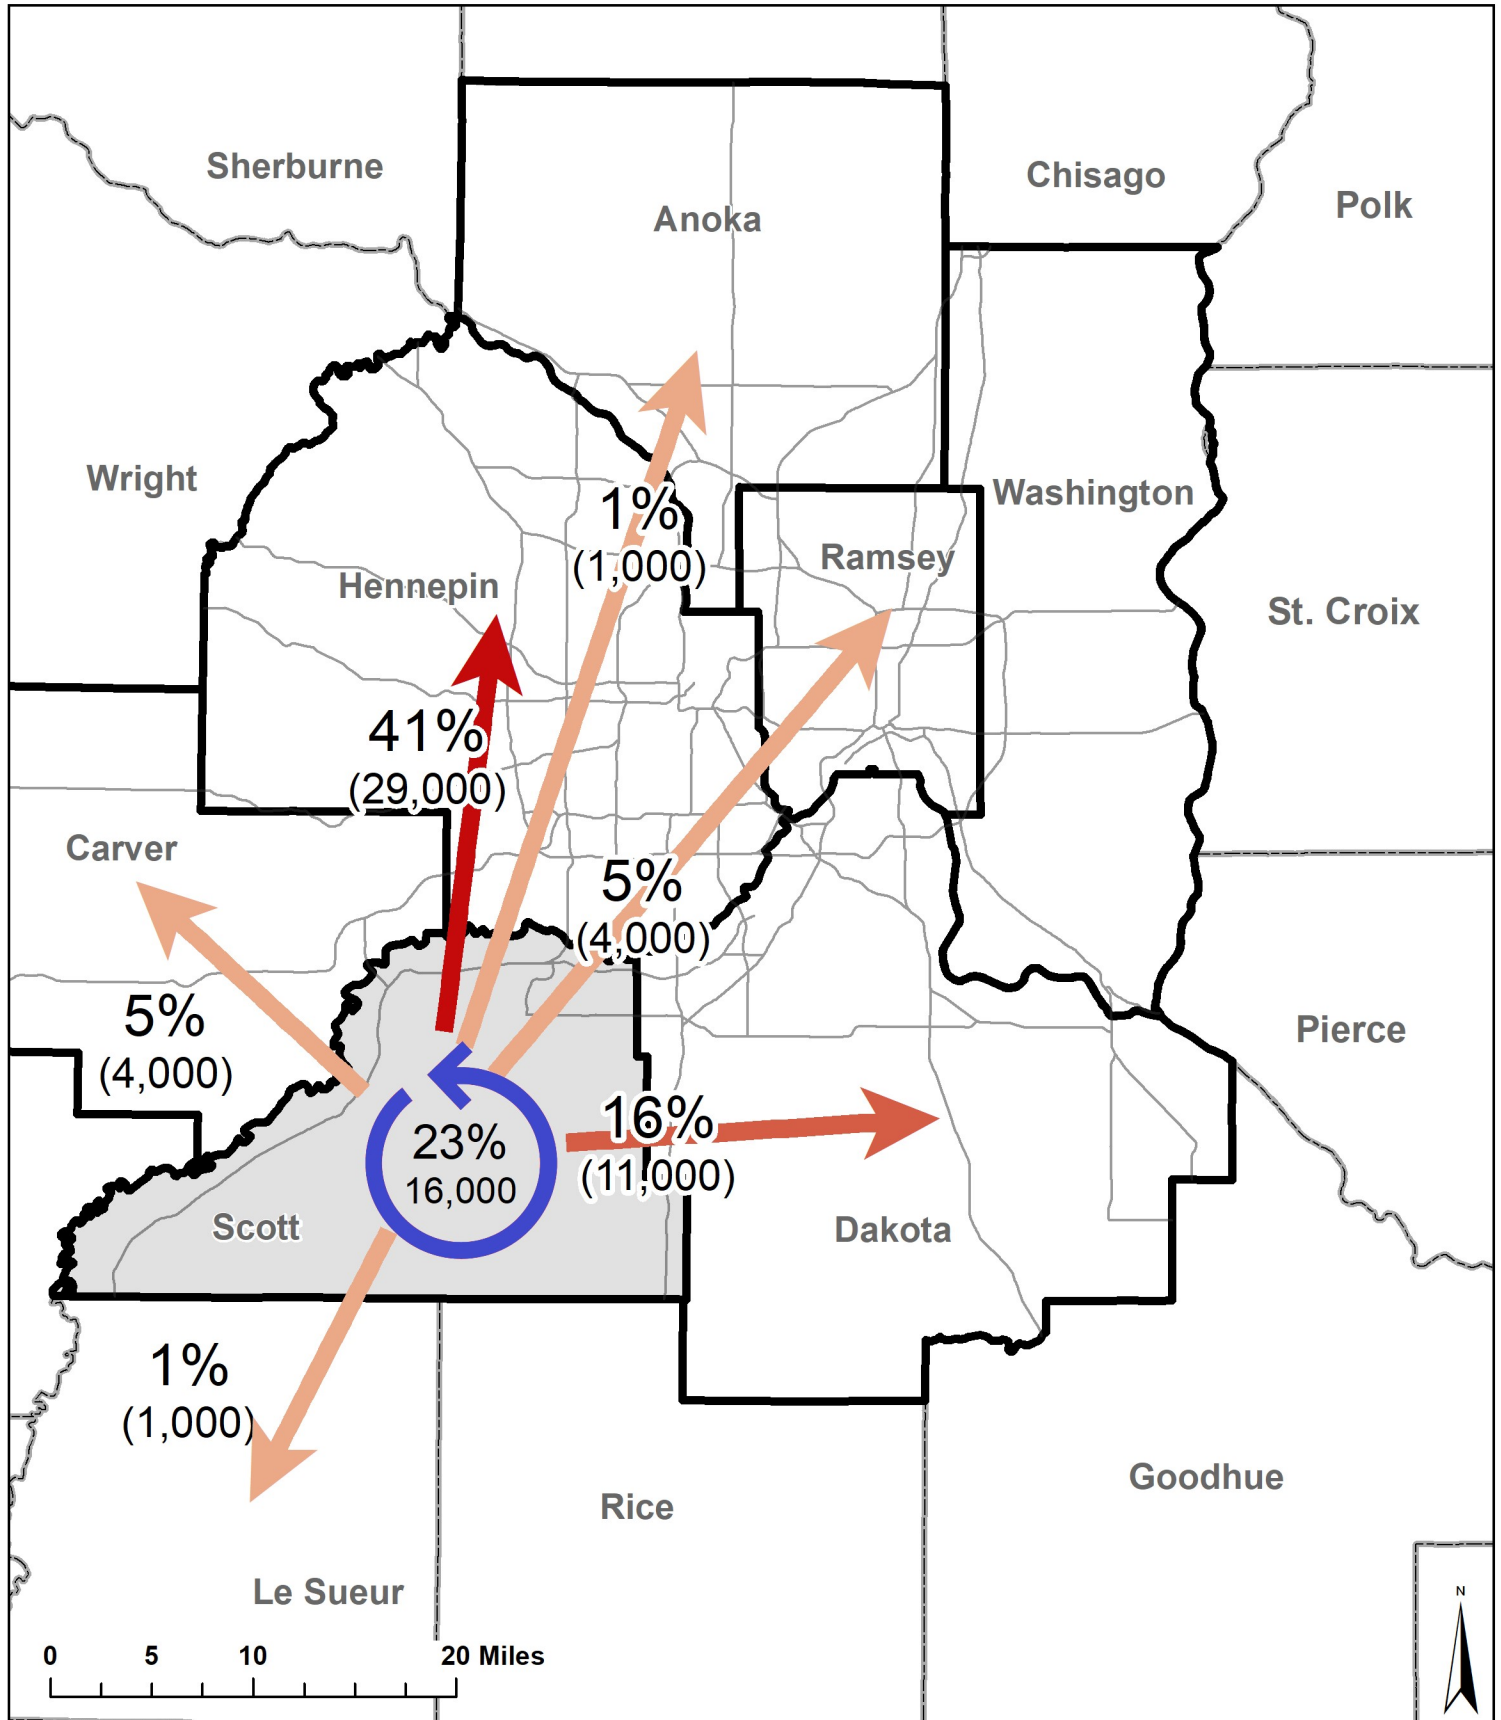 Sherburne
Chisago
Polk
Anoka
Wright
Washington
1%
(1,000)
Ramsey
Hennepin
St. Croix
41%
(29,000)
Carver
5%
(4,000)
5%
(4,000)
Pierce
16%
(11,000)
23%
16,000
Scott
Dakota
1%
(1,000)
Goodhue
Rice
Le Sueur
N
0 5 10 20 Miles